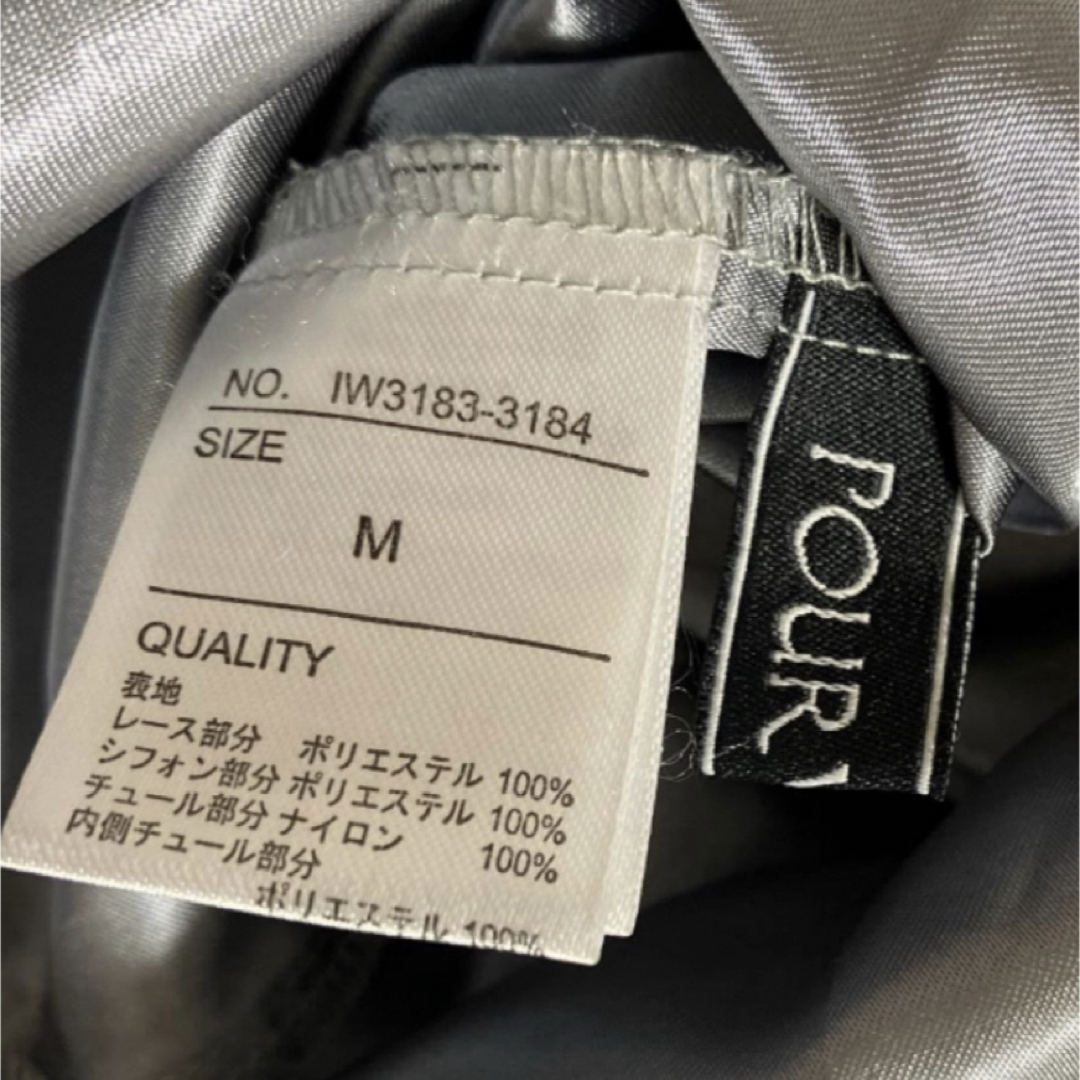 NO. IW3183-3184
SIZE
M
QUALITY
表地
レース部分 ポリエステル 100%
シフォン部分 ポリエステル 100%
チュール部分 ナイロン 100%
内側チュール部分
ポリエステル 100%
POUR